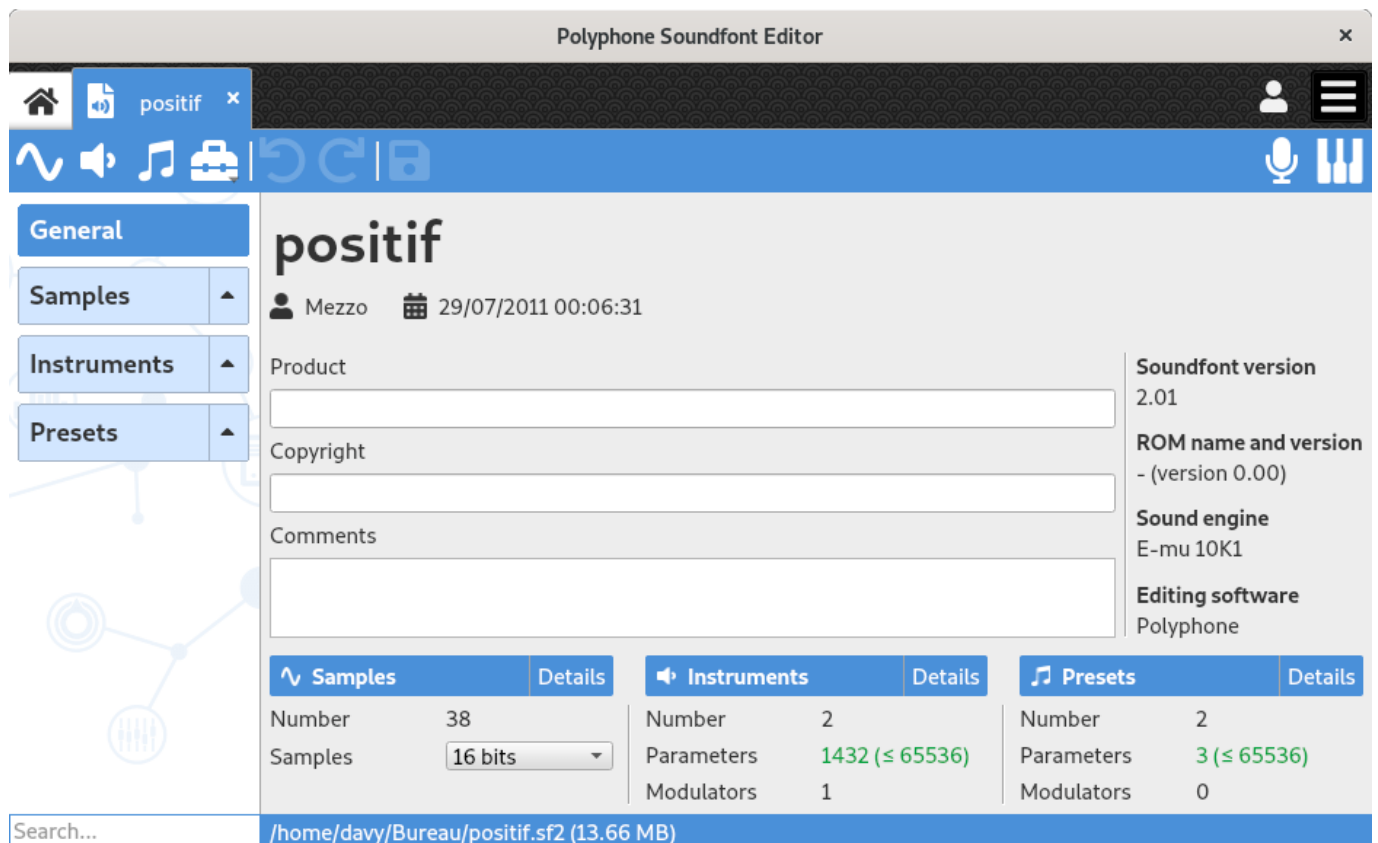 Polyphone Soundfont Editor ×
positif ×
General
Samples
Instruments
Presets
positif
Mezzo 29/07/2011 00:06:31
Product
Copyright
Comments
Soundfont version
2.01
ROM name and version
- (version 0.00)
Sound engine
E-mu 10K1
Editing software
Polyphone
Samples Details
Number 38
Samples 16 bits
Instruments Details
Number 2
Parameters 1432 (≤ 65536)
Modulators 1
Presets Details
Number 2
Parameters 3 (≤ 65536)
Modulators 0
Search...
/home/davy/Bureau/positif.sf2 (13.66 MB)